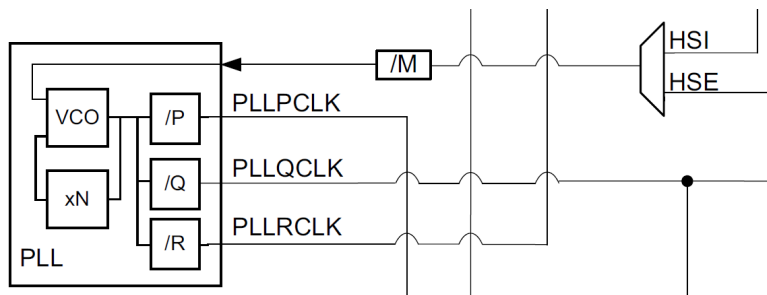 HSI
/M
HSE
PLLPCLK
VCO
/P
PLLQCLK
xN
/Q
PLLRCLK
/R
PLL